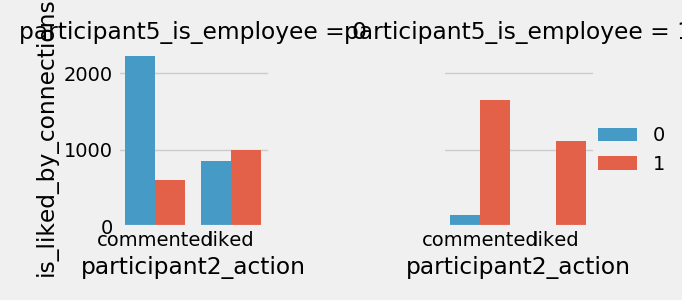 participant5_is_employee = 0
participant5_is_employee = 1
is_liked_by_connections
2000
1000
0
commented
liked
participant2_action
commented
liked
participant2_action
0
1